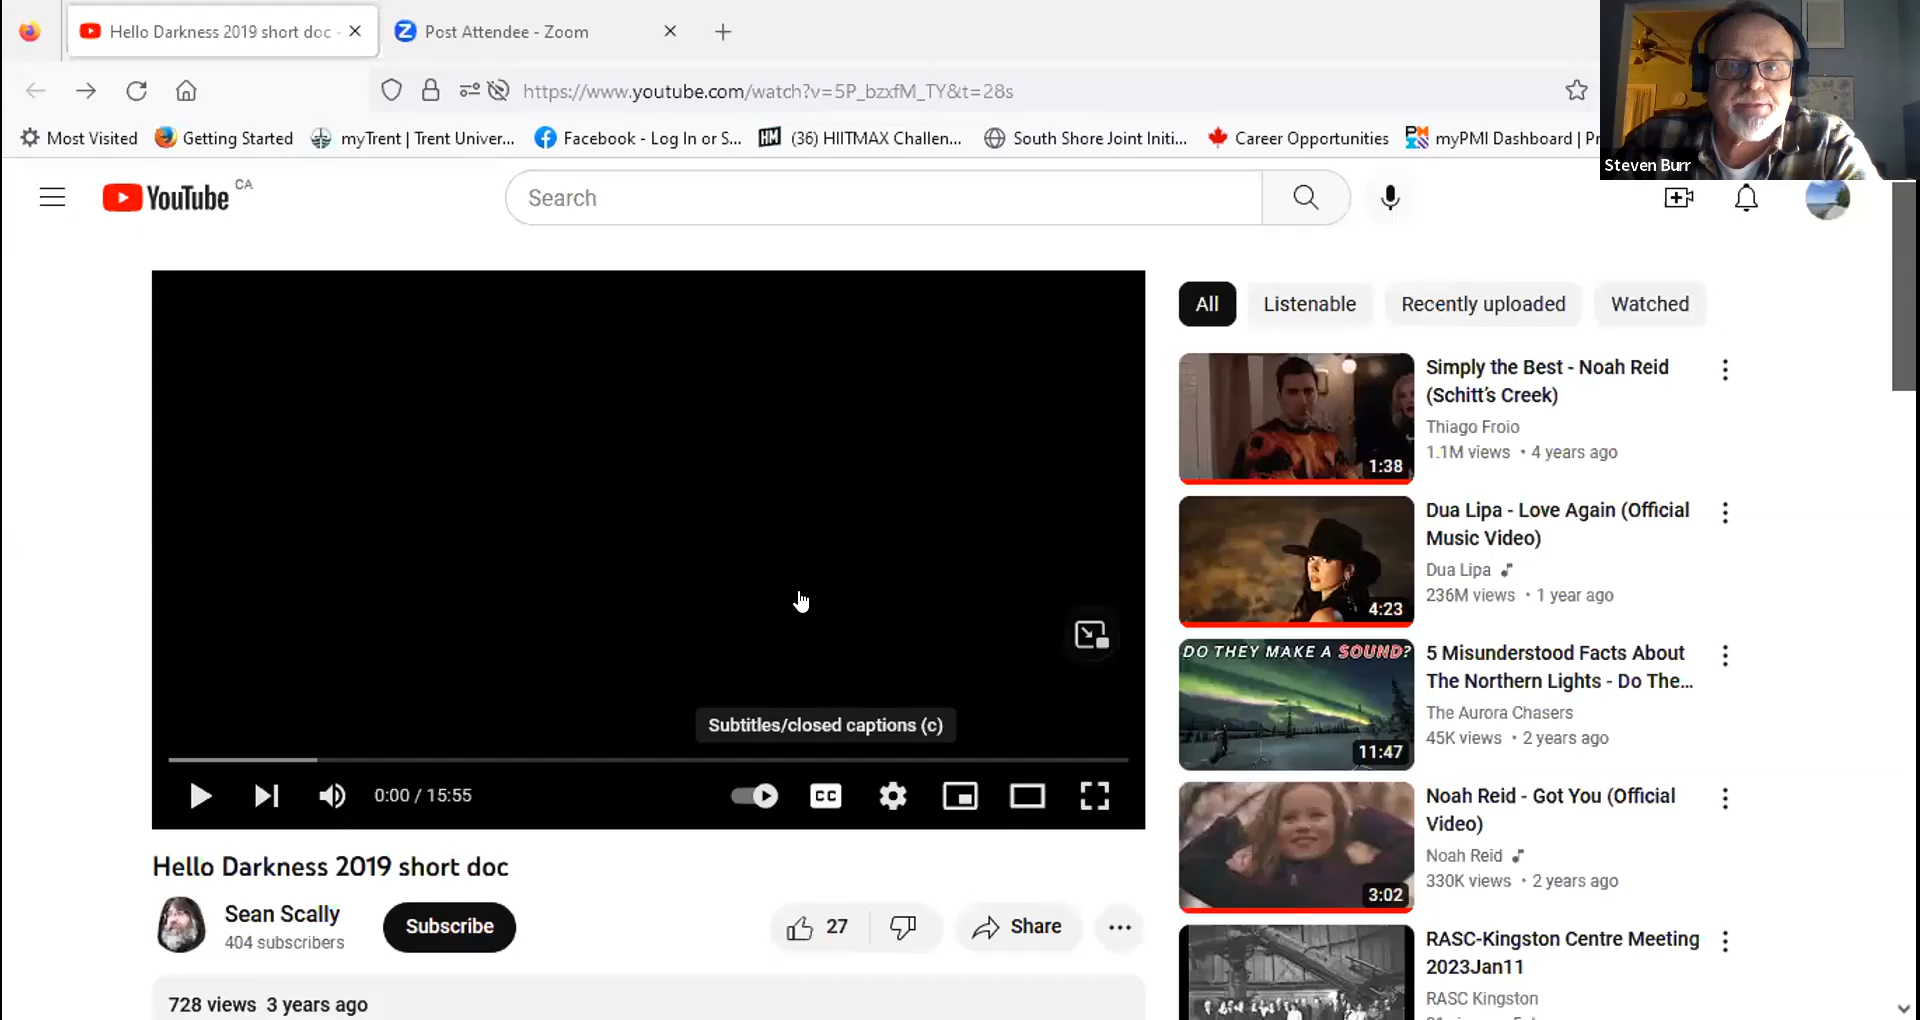 Hello Darkness 2019 short doc -
Post Attendee - Zoom
https://www.youtube.com/watch?v=5P_bzxfM_TY&t=28s
Most Visited
Getting Started
myTrent | Trent Univer...
Facebook - Log In or S...
HM
(36) HIITMAX Challen...
South Shore Joint Initi...
Career Opportunities
myPMI Dashboard | Pr
Steven Burr
YouTube CA
Search
Subtitles/closed captions (c)
0:00 / 15:55
CC
Hello Darkness 2019 short doc
Sean Scally
404 subscribers
Subscribe
27
Share
728 views 3 years ago
All
Listenable
Recently uploaded
Watched
1:38
Simply the Best - Noah Reid
(Schitt's Creek)
Thiago Froio
1.1M views • 4 years ago
4:23
Dua Lipa - Love Again (Official
Music Video)
Dua Lipa
236M views • 1 year ago
DO THEY MAKE A SOUND?
11:47
5 Misunderstood Facts About
The Northern Lights - Do The...
The Aurora Chasers
45K views • 2 years ago
3:02
Noah Reid - Got You (Official
Video)
Noah Reid
330K views • 2 years ago
RASC-Kingston Centre Meeting
2023Jan11
RASC Kingston